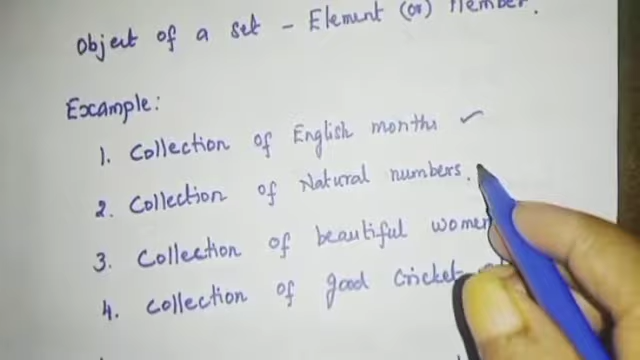 Object of a set - Element (or) Member.
Example:
1. Collection of English months ✓
2. Collection of Natural numbers.
3. Collection of beautiful women
4. Collection of good Cricket